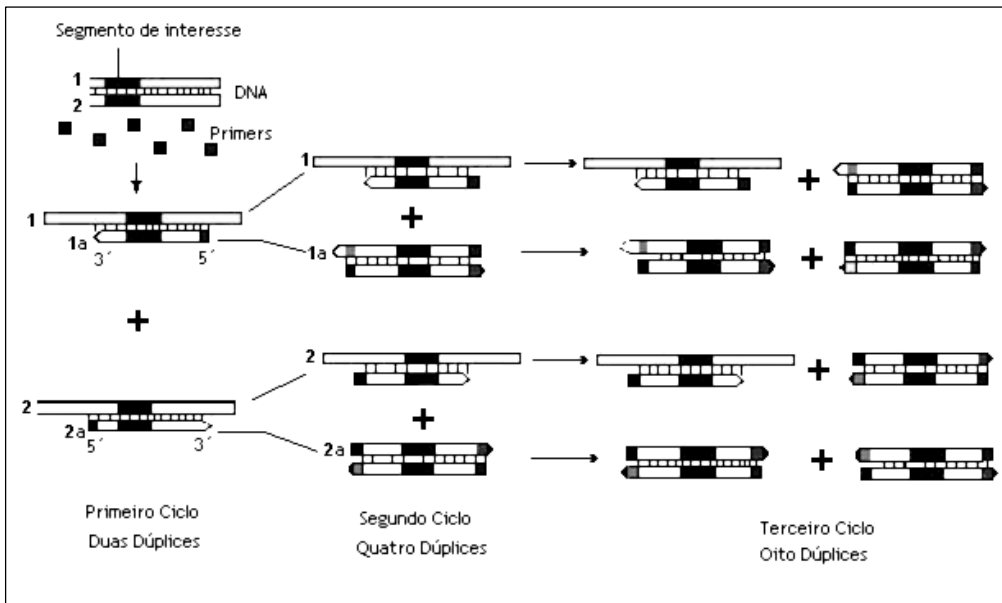 Segmento de interesse
1
DNA
2
Primers
1
1a
3´ 5´
2
2a
5´ 3´
1
1a
2
2a
Primeiro Ciclo
Duas Dúplices
Segundo Ciclo
Quatro Dúplices
Terceiro Ciclo
Oito Dúplices